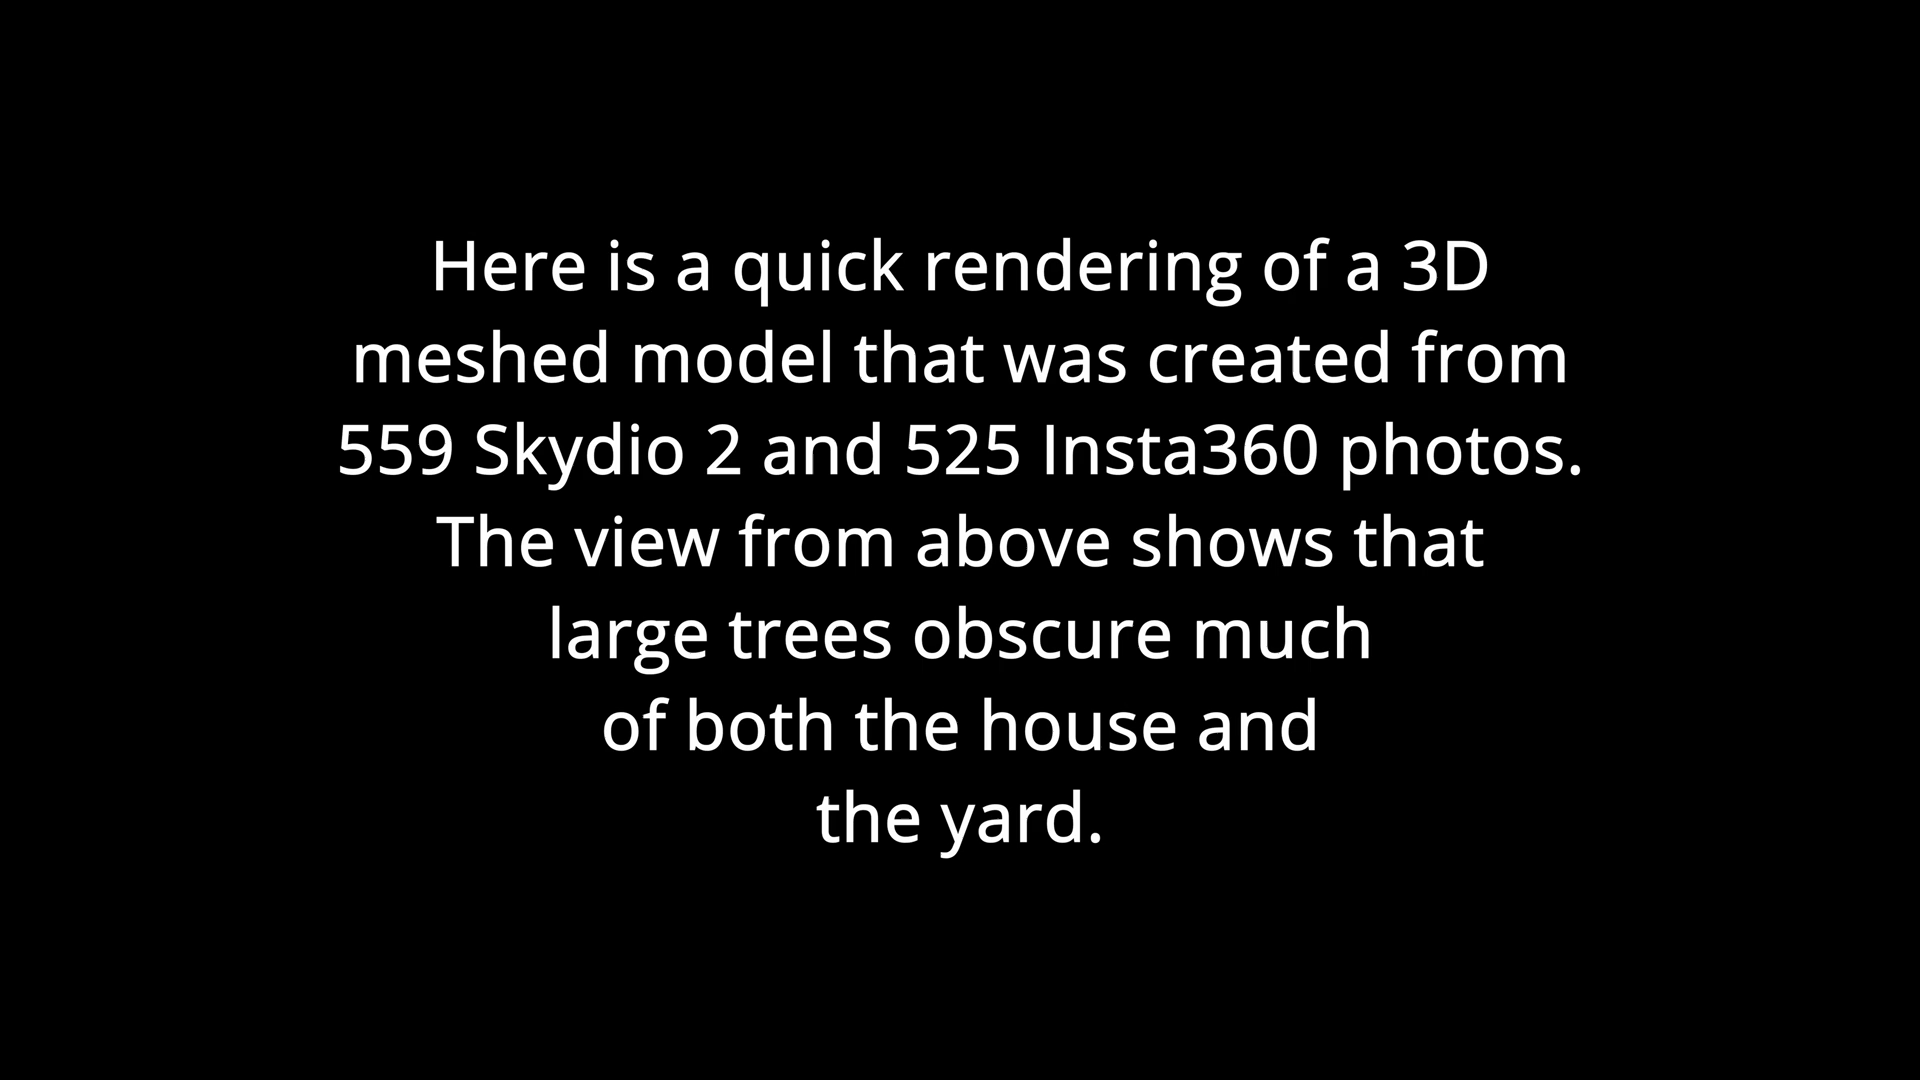 Here is a quick rendering of a 3D
meshed model that was created from
559 Skydio 2 and 525 Insta360 photos.
The view from above shows that
large trees obscure much
of both the house and
the yard.